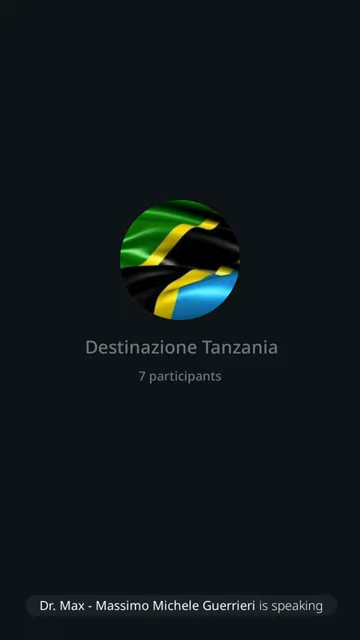 Destinazione Tanzania
7 participants
Dr. Max - Massimo Michele Guerrieri is speaking